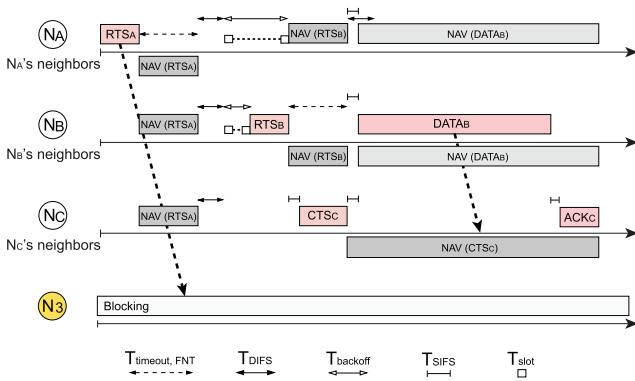 NA RTSA NAV (RTSB) NAV (DATAB)
NA's neighbors NAV (RTSA)
NB NAV (RTSA) RTSB DATAB
NB's neighbors NAV (RTSB) NAV (DATAB)
NC NAV (RTSA) CTSC ACKC
NC's neighbors NAV (CTSC)
N3 Blocking
Ttimeout, FNT TDIFS Tbackoff TSIFS Tslot